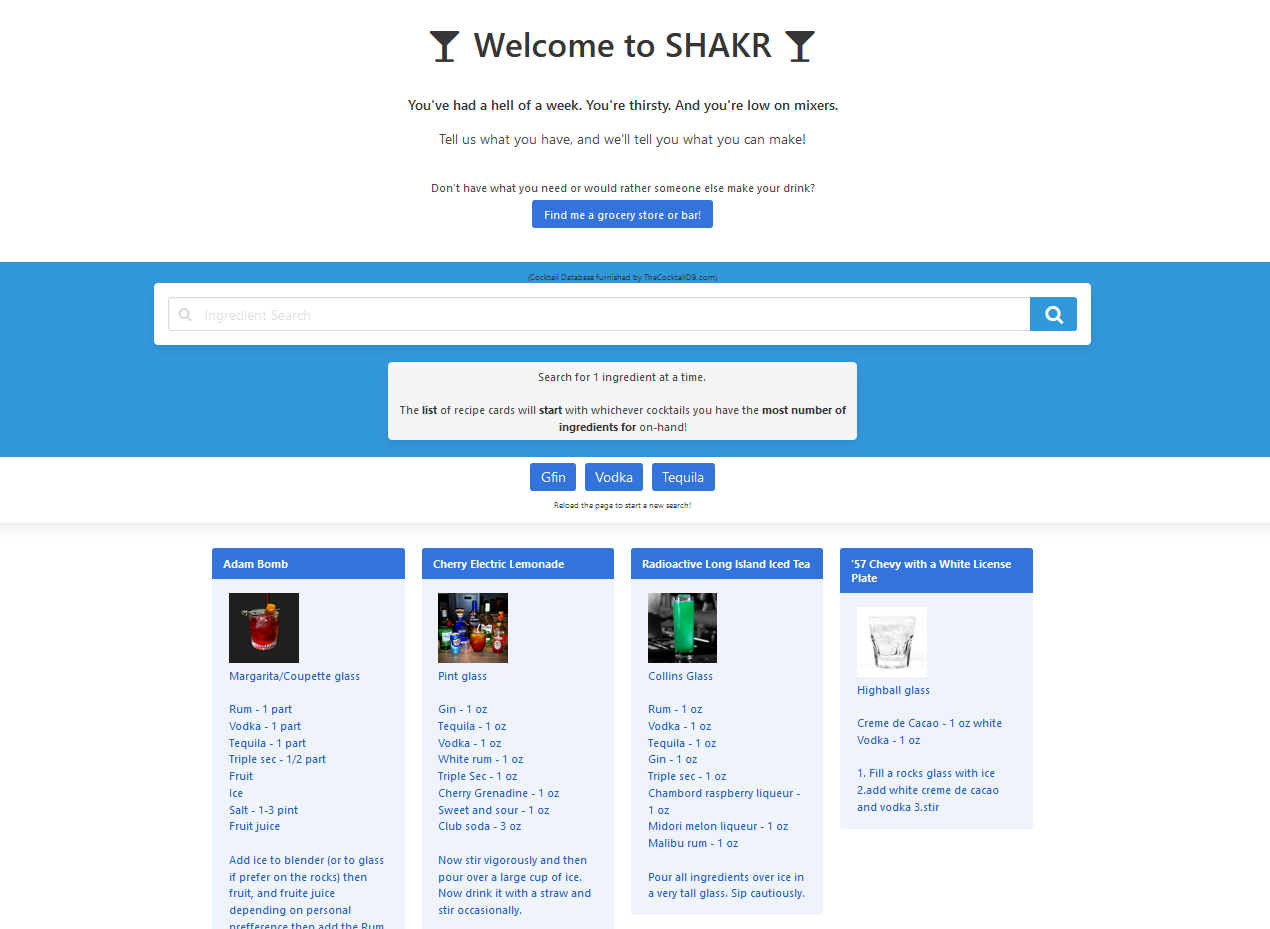 Welcome to SHAKR
You've had a hell of a week. You're thirsty. And you're low on mixers.
Tell us what you have, and we'll tell you what you can make!
Don't have what you need or would rather someone else make your drink?
Find me a grocery store or bar!
(Cocktail Database furnished by TheCocktailDB.com)
Ingredient Search
Search for 1 ingredient at a time.
The list of recipe cards will start with whichever cocktails you have the most number of
ingredients for on-hand!
Gfin
Vodka
Tequila
Reload the page to start a new search!
Adam Bomb
Margarita/Coupette glass
Rum - 1 part
Vodka - 1 part
Tequila - 1 part
Triple sec - 1/2 part
Fruit
Ice
Salt - 1-3 pint
Fruit juice
Add ice to blender (or to glass
if prefer on the rocks) then
fruit, and fruite juice
depending on personal
prefference then add the Rum
Cherry Electric Lemonade
Pint glass
Gin - 1 oz
Tequila - 1 oz
Vodka - 1 oz
White rum - 1 oz
Triple Sec - 1 oz
Cherry Grenadine - 1 oz
Sweet and sour - 1 oz
Club soda - 3 oz
Now stir vigorously and then
pour over a large cup of ice.
Now drink it with a straw and
stir occasionally.
Radioactive Long Island Iced Tea
Collins Glass
Rum - 1 oz
Vodka - 1 oz
Tequila - 1 oz
Gin - 1 oz
Triple sec - 1 oz
Chambord raspberry liqueur -
1 oz
Midori melon liqueur - 1 oz
Malibu rum - 1 oz
Pour all ingredients over ice in
a very tall glass. Sip cautiously.
'57 Chevy with a White License
Plate
Highball glass
Creme de Cacao - 1 oz white
Vodka - 1 oz
1. Fill a rocks glass with ice
2.add white creme de cacao
and vodka 3.stir